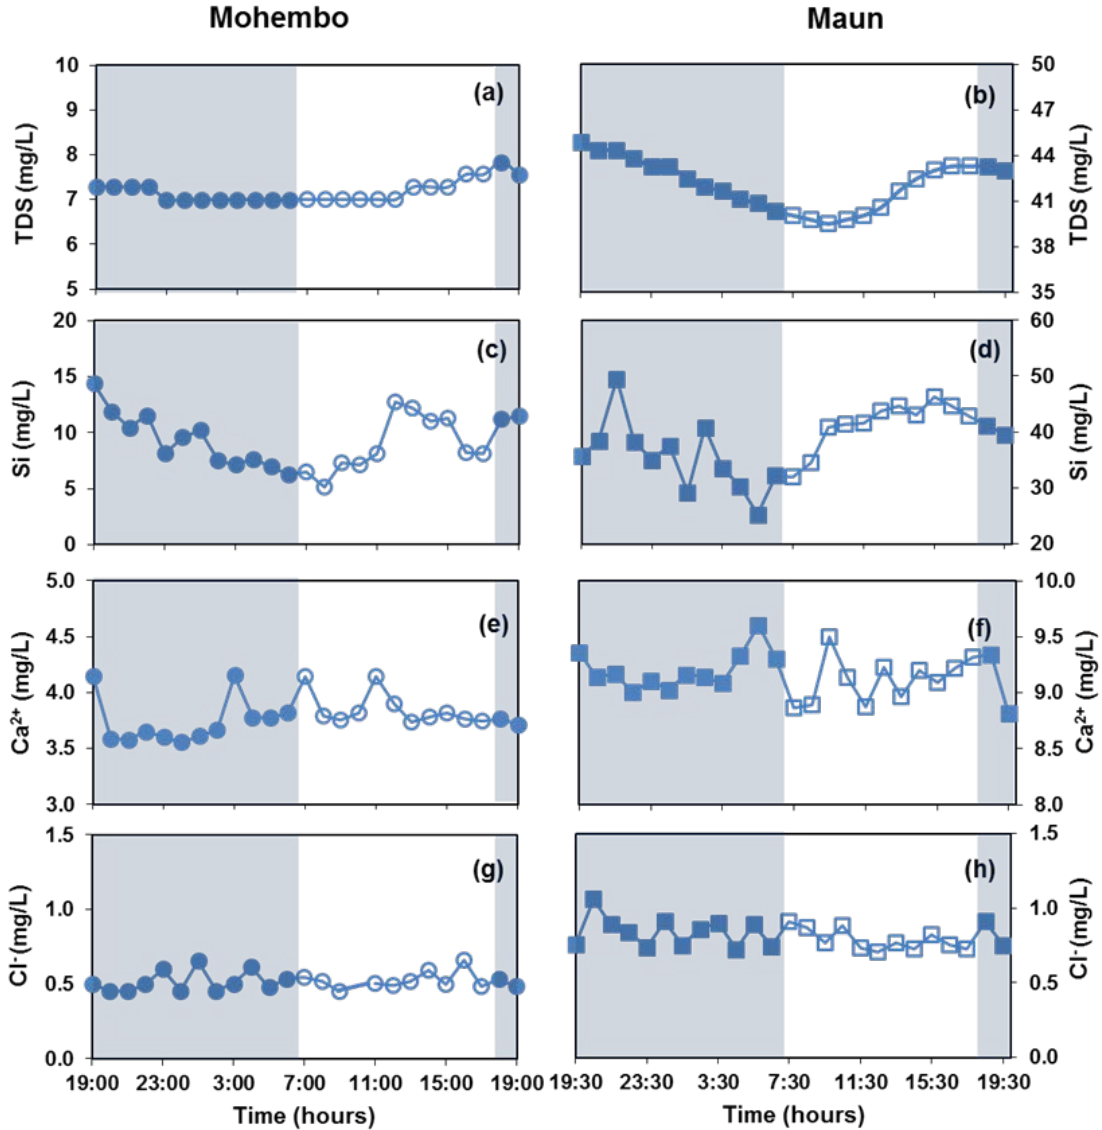 Mohembo Maun
10 50
9 (a) 47 (b)
8 44
7 41
6 38
5 35
TDS (mg/L) TDS (mg/L)
20 60
15 (c) 50 (d)
10 40
5 30
0 20
Si (mg/L) Si (mg/L)
5.0 10.0
4.5 (e) 9.5 (f)
4.0 9.0
3.5 8.5
3.0 8.0
Ca²⁺ (mg/L) Ca²⁺ (mg/L)
1.5 1.5
(g) (h)
1.0 1.0
0.5 0.5
0.0 0.0
Cl⁻(mg/L) Cl⁻(mg/L)
19:00 23:00 3:00 7:00 11:00 15:00 19:00 19:30 23:30 3:30 7:30 11:30 15:30 19:30
Time (hours) Time (hours)